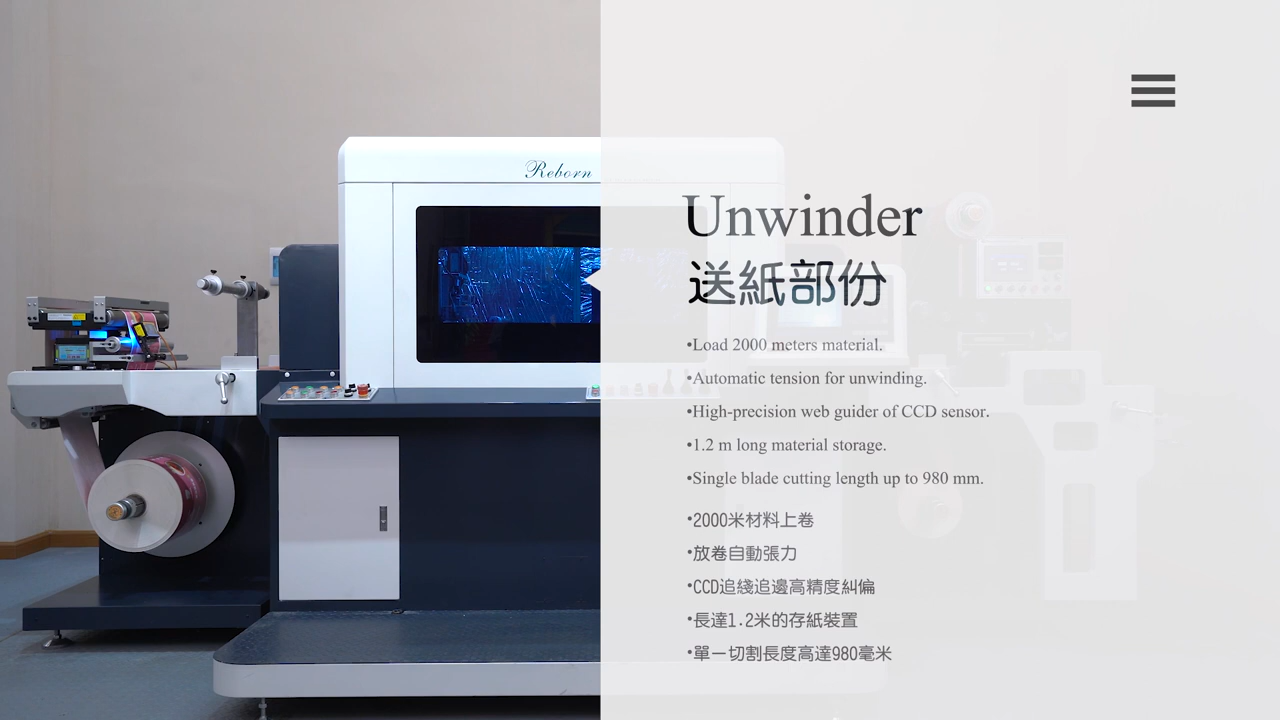 Reborn
Unwinder
送紙部份
•Load 2000 meters material.
•Automatic tension for unwinding.
•High-precision web guider of CCD sensor.
•1.2 m long material storage.
•Single blade cutting length up to 980 mm.
•2000米材料上卷
•放卷自動張力
•CCD追綫追邊高精度糾偏
•長達1.2米的存紙裝置
•單一切割長度高達980毫米